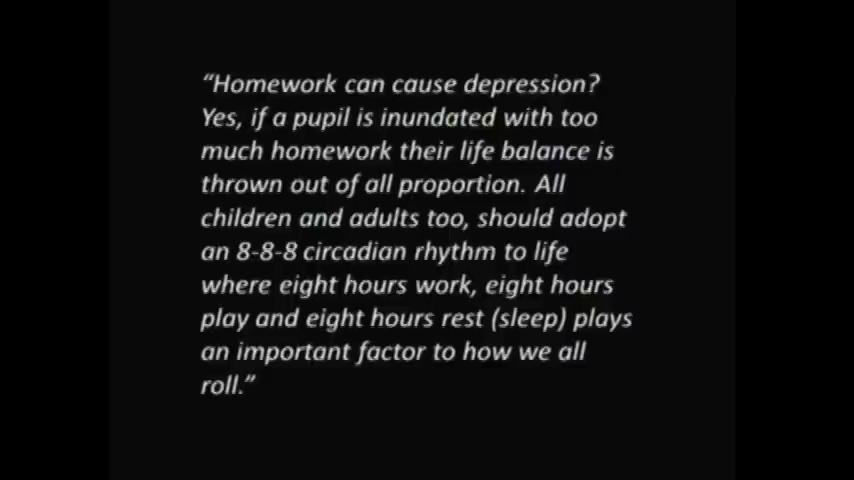 “Homework can cause depression?
Yes, if a pupil is inundated with too
much homework their life balance is
thrown out of all proportion. All
children and adults too, should adopt
an 8-8-8 circadian rhythm to life
where eight hours work, eight hours
play and eight hours rest (sleep) plays
an important factor to how we all
roll.”